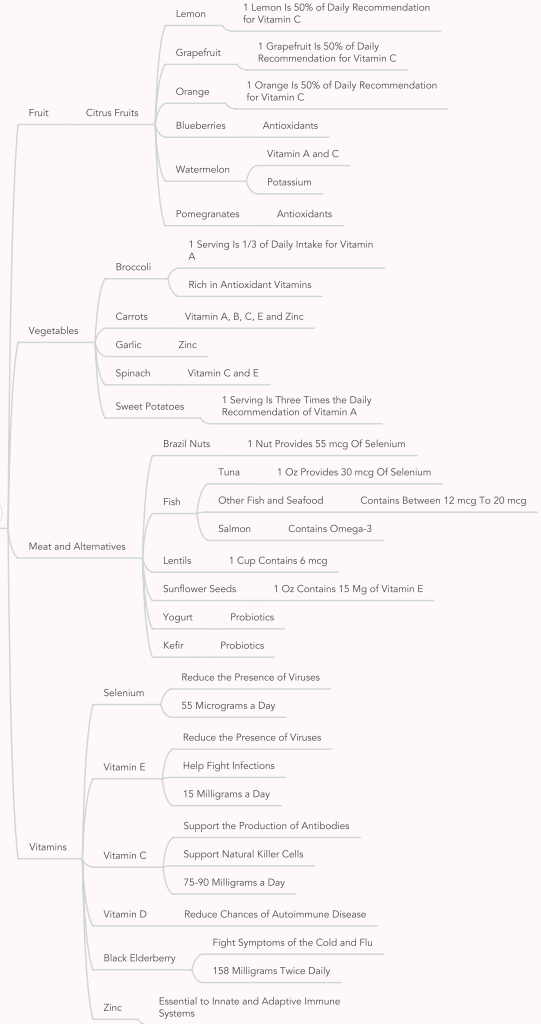 Lemon
1 Lemon Is 50% of Daily Recommendation
for Vitamin C
Grapefruit
1 Grapefruit Is 50% of Daily
Recommendation for Vitamin C
Orange
1 Orange Is 50% of Daily Recommendation
for Vitamin C
Fruit
Citrus Fruits
Blueberries
Antioxidants
Watermelon
Vitamin A and C
Potassium
Pomegranates
Antioxidants
Broccoli
1 Serving Is 1/3 of Daily Intake for Vitamin
A
Rich in Antioxidant Vitamins
Vegetables
Carrots
Vitamin A, B, C, E and Zinc
Garlic
Zinc
Spinach
Vitamin C and E
Sweet Potatoes
1 Serving Is Three Times the Daily
Recommendation of Vitamin A
Brazil Nuts
1 Nut Provides 55 mcg Of Selenium
Fish
Tuna
1 Oz Provides 30 mcg Of Selenium
Other Fish and Seafood
Contains Between 12 mcg To 20 mcg
Salmon
Contains Omega-3
Meat and Alternatives
Lentils
1 Cup Contains 6 mcg
Sunflower Seeds
1 Oz Contains 15 Mg of Vitamin E
Yogurt
Probiotics
Kefir
Probiotics
Selenium
Reduce the Presence of Viruses
55 Micrograms a Day
Vitamin E
Reduce the Presence of Viruses
Help Fight Infections
15 Milligrams a Day
Vitamins
Vitamin C
Support the Production of Antibodies
Support Natural Killer Cells
75-90 Milligrams a Day
Vitamin D
Reduce Chances of Autoimmune Disease
Black Elderberry
Fight Symptoms of the Cold and Flu
158 Milligrams Twice Daily
Zinc
Essential to Innate and Adaptive Immune
Systems